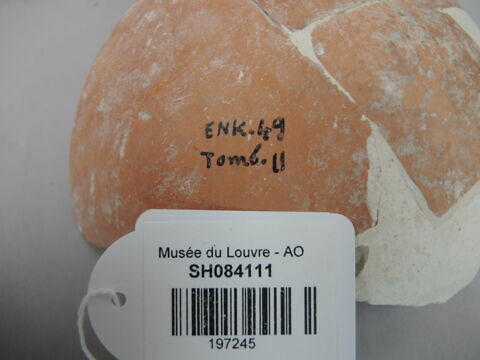 ENK.49
Tomb.11
Musée du Louvre - AO
SH084111
197245